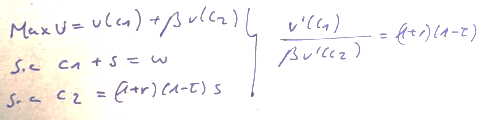 Max U = u(c1) + β u(c2)
s.c c1 + s = w
s.c c2 = (1+r)(1-τ) s
u'(c1) / β u'(c2) = (1+r)(1-τ)